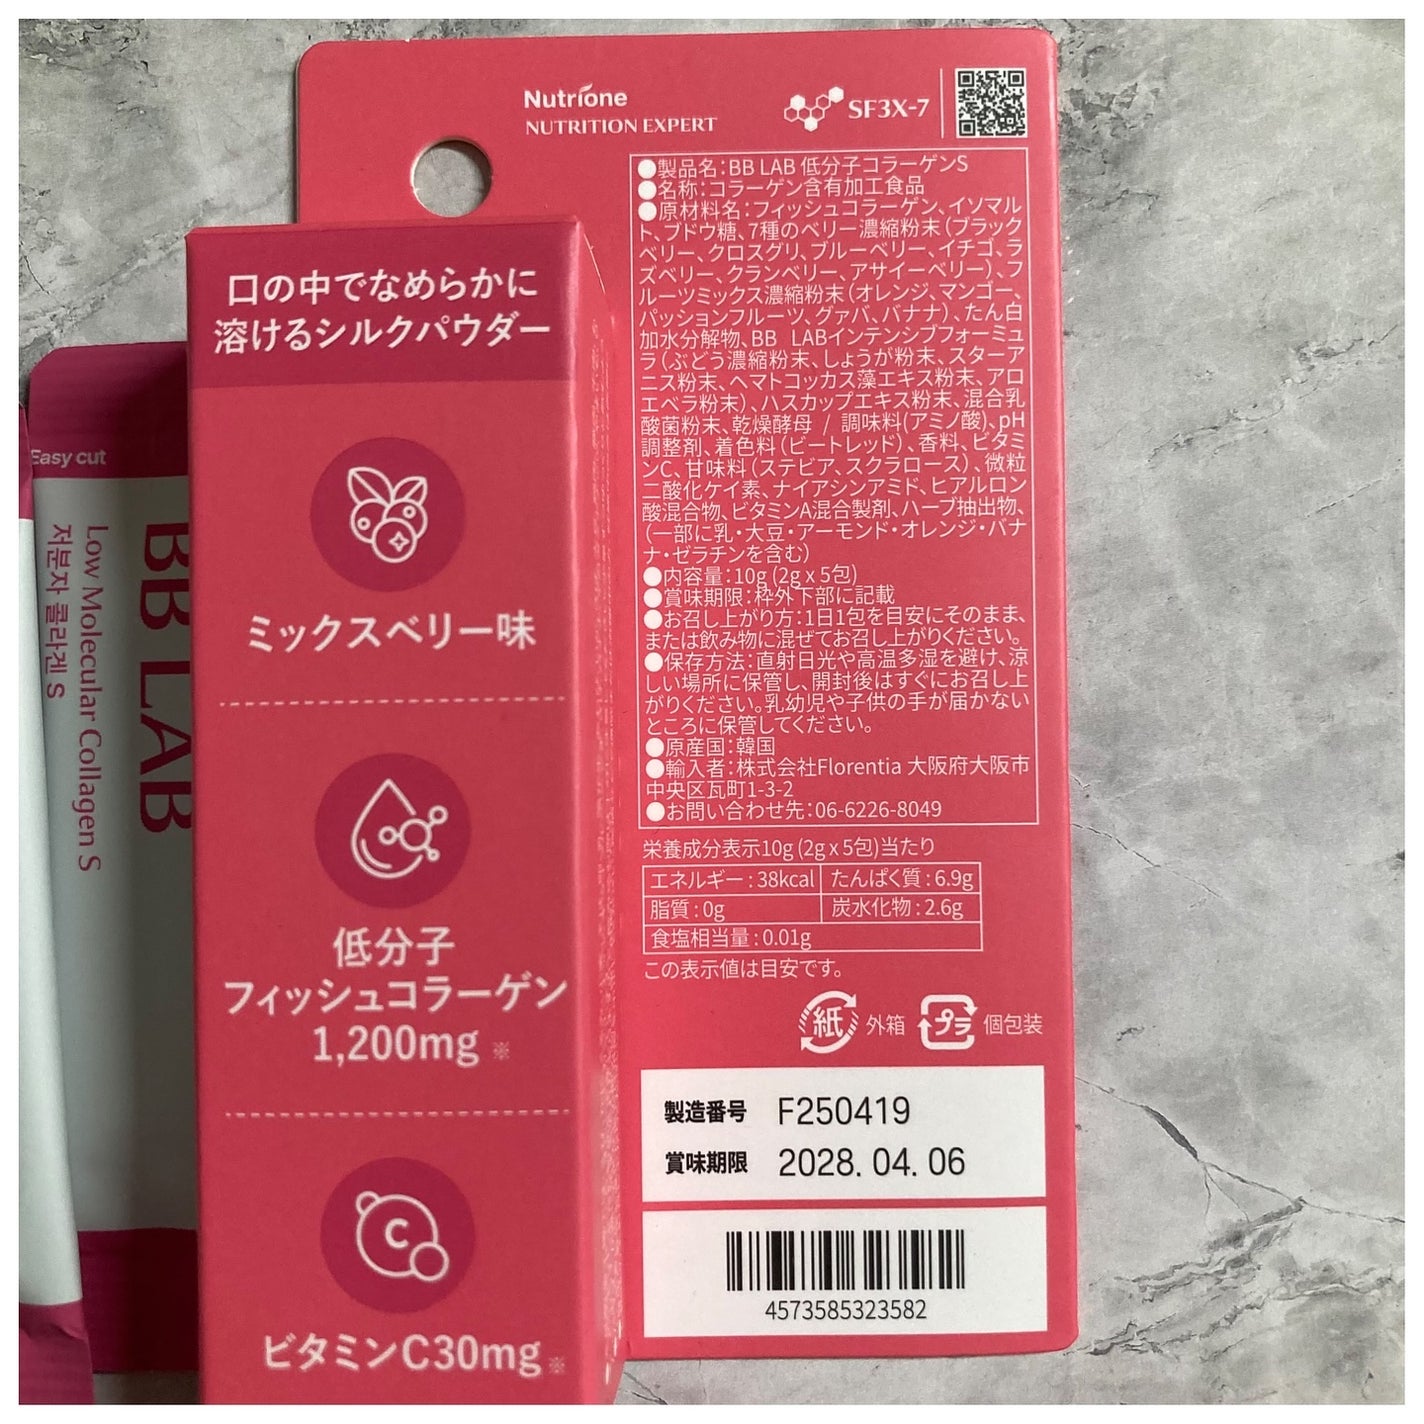 Nutrione
NUTRITION EXPERT
SF3X-7
●製品名:BB LAB 低分子コラーゲンS
●名称:コラーゲン含有加工食品
●原材料名:フィッシュコラーゲン、イソマル
ト、ブドウ糖、7種のベリー濃縮粉末(ブラック
ベリー、クロスグリ、ブルーベリー、イチゴ、ラ
ズベリー、クランベリー、アサイーベリー)、フ
ルーツミックス濃縮粉末(オレンジ、マンゴー、
パッションフルーツ、グァバ、バナナ)、たん白
加水分解物、BB LABインテンシブフォーミュ
ラ(ぶどう濃縮粉末、しょうが粉末、スターア
ニス粉末、ヘマトコッカス藻エキス粉末、アロ
エベラ粉末)、ハスカップエキス粉末、混合乳
酸菌粉末、乾燥酵母 / 調味料(アミノ酸)、pH
調整剤、着色料(ビートレッド)、香料、ビタミ
ンC、甘味料(ステビア、スクラロース)、微粒
二酸化ケイ素、ナイアシンアミド、ヒアルロン
酸混合物、ビタミンA混合製剤、ハーブ抽出物、
(一部に乳・大豆・アーモンド・オレンジ・バナ
ナ・ゼラチンを含む)
●内容量:10g (2g x 5包)
●賞味期限:枠外下部に記載
●お召し上がり方:1日1包を目安にそのまま、
または飲み物に混ぜてお召し上がりください。
●保存方法:直射日光や高温多湿を避け、涼
しい場所に保管し、開封後はすぐにお召し上
がりください。乳幼児や子供の手が届かない
ところに保管してください。
●原産国:韓国
●輸入者:株式会社Florentia 大阪府大阪市
中央区瓦町1-3-2
●お問い合わせ先:06-6226-8049
栄養成分表示10g (2g x 5包)当たり
エネルギー:38kcal たんぱく質:6.9g
脂質:0g 炭水化物:2.6g
食塩相当量:0.01g
この表示値は目安です。
紙 外箱 プラ 個包装
製造番号 F250419
賞味期限 2028.04.06
4573585323582
口の中でなめらかに
溶けるシルクパウダー
ミックスベリー味
低分子
フィッシュコラーゲン
1,200mg ※
ビタミンC30mg ※
Easy cut
BB LAB
Low Molecular Collagen S
저분자 콜라겐 S